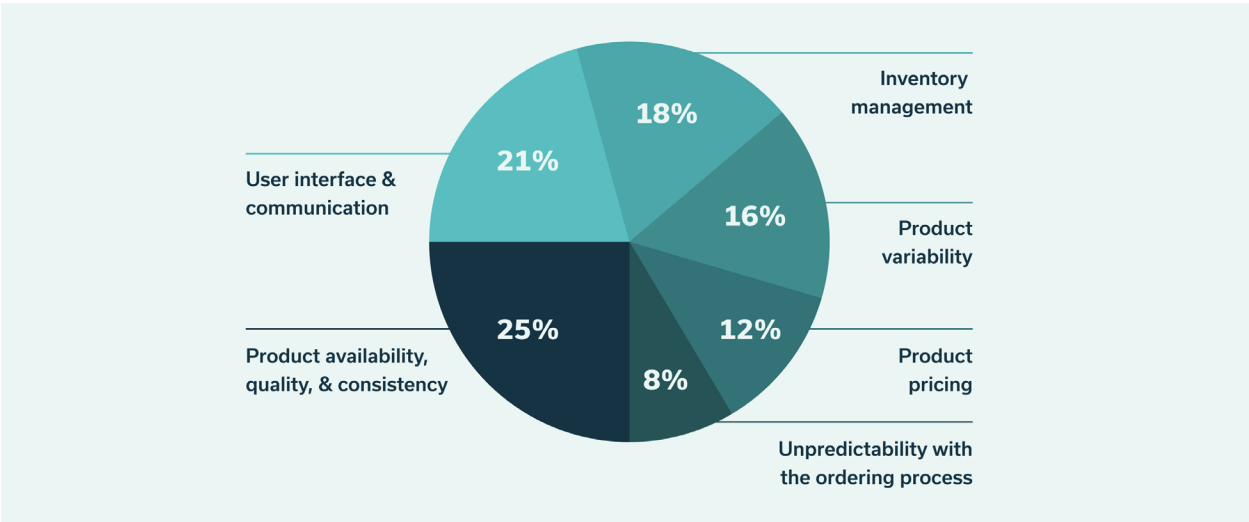 18%
Inventory
management
21%
User interface &
communication
16%
Product
variability
25%
Product availability,
quality, & consistency
12%
Product
pricing
8%
Unpredictability with
the ordering process